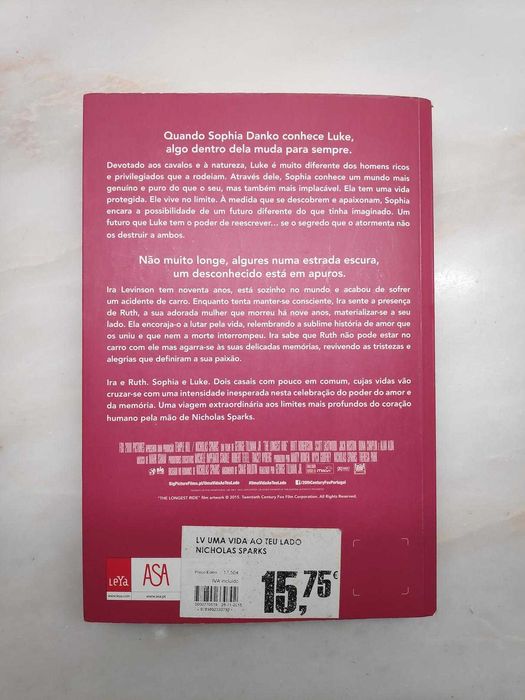 Quando Sophia Danko conhece Luke,
algo dentro dela muda para sempre.
Devotado aos cavalos e à natureza, Luke é muito diferente dos homens ricos
e privilegiados que a rodeiam. Através dele, Sophia conhece um mundo mais
genuíno e puro do que o seu, mas também mais implacável. Ela tem uma vida
protegida. Ele vive no limite. À medida que se descobrem e apaixonam, Sophia
encara a possibilidade de um futuro diferente do que tinha imaginado. Um
futuro que Luke tem o poder de reescrever... se o segredo que o atormenta não
os destruir a ambos.
Não muito longe, algures numa estrada escura,
um desconhecido está em apuros.
Ira Levinson tem noventa anos, está sozinho no mundo e acabou de sofrer
um acidente de carro. Enquanto tenta manter-se consciente, Ira sente a presença
de Ruth, a sua adorada mulher que morreu há nove anos, materializar-se a seu
lado. Ela encoraja-o a lutar pela vida, relembrando a sublime história de amor que
os uniu e que nem a morte interrompeu. Ira sabe que Ruth não pode estar no
carro com ele mas agarra-se às suas delicadas memórias, revivendo as tristezas e
alegrias que definiram a sua paixão.
Ira e Ruth. Sophia e Luke. Dois casais com pouco em comum, cujas vidas vão
cruzar-se com uma intensidade inesperada nesta celebração do poder do amor e
da memória. Uma viagem extraordinária aos limites mais profundos do coração
humano pela mão de Nicholas Sparks.
BigPictureFilms.pt/UmaVidaAoTeuLado #UmaVidaAoTeuLado /20thCenturyFoxPortugal
"THE LONGEST RIDE" film artwork © 2015. Twentieth Century Fox Film Corporation. All Rights Reserved.
LV UMA VIDA AO TEU LADO
NICHOLAS SPARKS
IVA incluído
15,75€
LeYa
ASA
www.leya.com
www.asa.pt